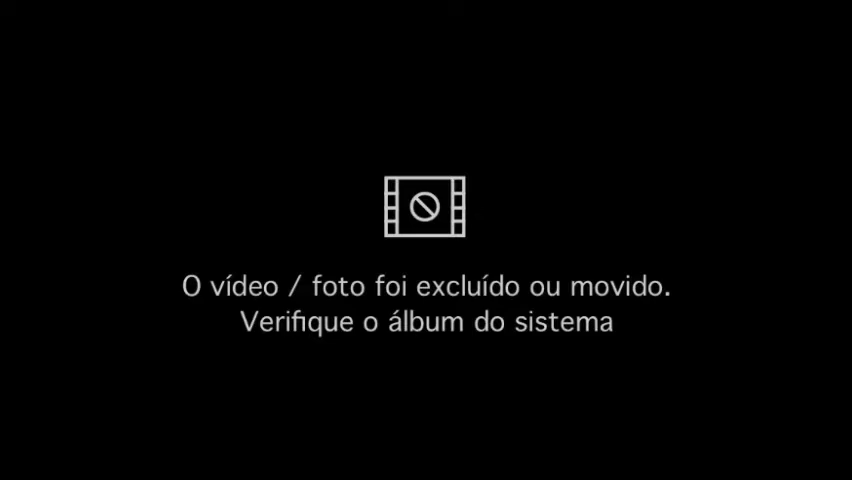 O vídeo / foto foi excluído ou movido.
Verifique o álbum do sistema